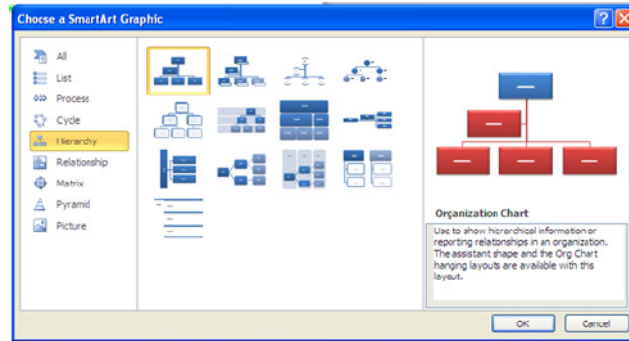 Choose a SmartArt Graphic
All
List
Process
Cycle
Hierarchy
Relationship
Matrix
Pyramid
Picture
Organization Chart
Use to show hierarchical information or
reporting relationships in an organization.
The assistant shape and the Org Chart
hanging layouts are available with this
layout.
OK
Cancel